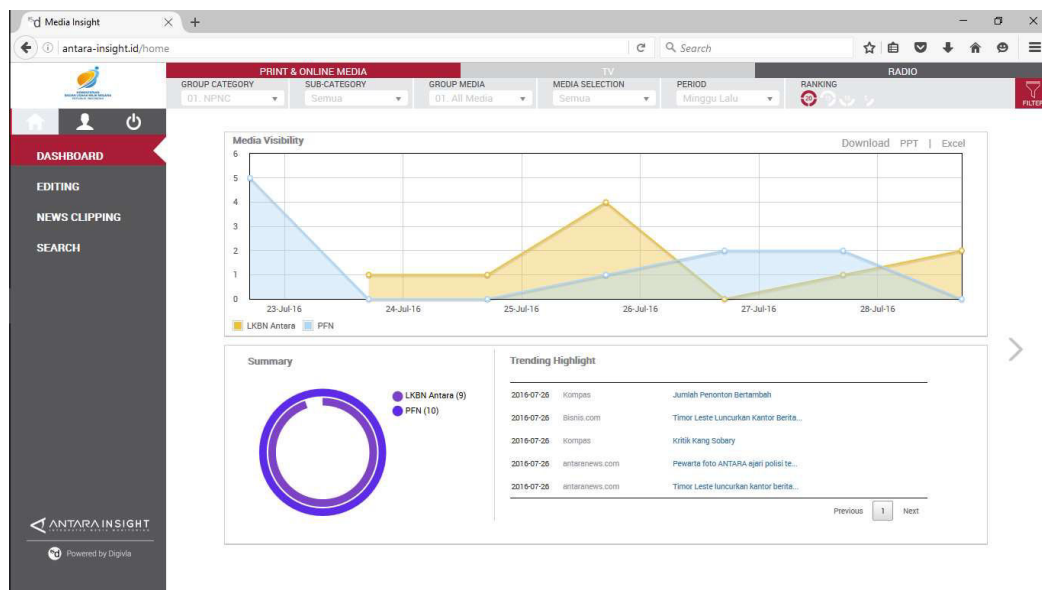 Media Insight
antara-insight.id/home
Search
PRINT & ONLINE MEDIA
TV
RADIO
GROUP CATEGORY
SUB-CATEGORY
GROUP MEDIA
MEDIA SELECTION
PERIOD
RANKING
01. NPNC
Semua
01. All Media
Semua
Minggu Lalu
20
FILTER
DASHBOARD
EDITING
NEWS CLIPPING
SEARCH
Media Visibility
Download PPT | Excel
6
5
4
3
2
1
0
23-Jul-16
24-Jul-16
25-Jul-16
26-Jul-16
27-Jul-16
28-Jul-16
LKBN Antara
PFN
Summary
LKBN Antara (9)
PFN (10)
Trending Highlight
2016-07-26 Kompas Jumlah Penonton Bertambah
2016-07-26 Bisnis.com Timor Leste Luncurkan Kantor Berita...
2016-07-26 Kompas Kritik Kang Sobary
2016-07-26 antaranews.com Pewarta foto ANTARA ajari polisi te...
2016-07-26 antaranews.com Timor Leste luncurkan kantor berita...
Previous 1 Next
ANTARA INSIGHT
INTEGRATED MEDIA MONITORING
Powered by Digivla